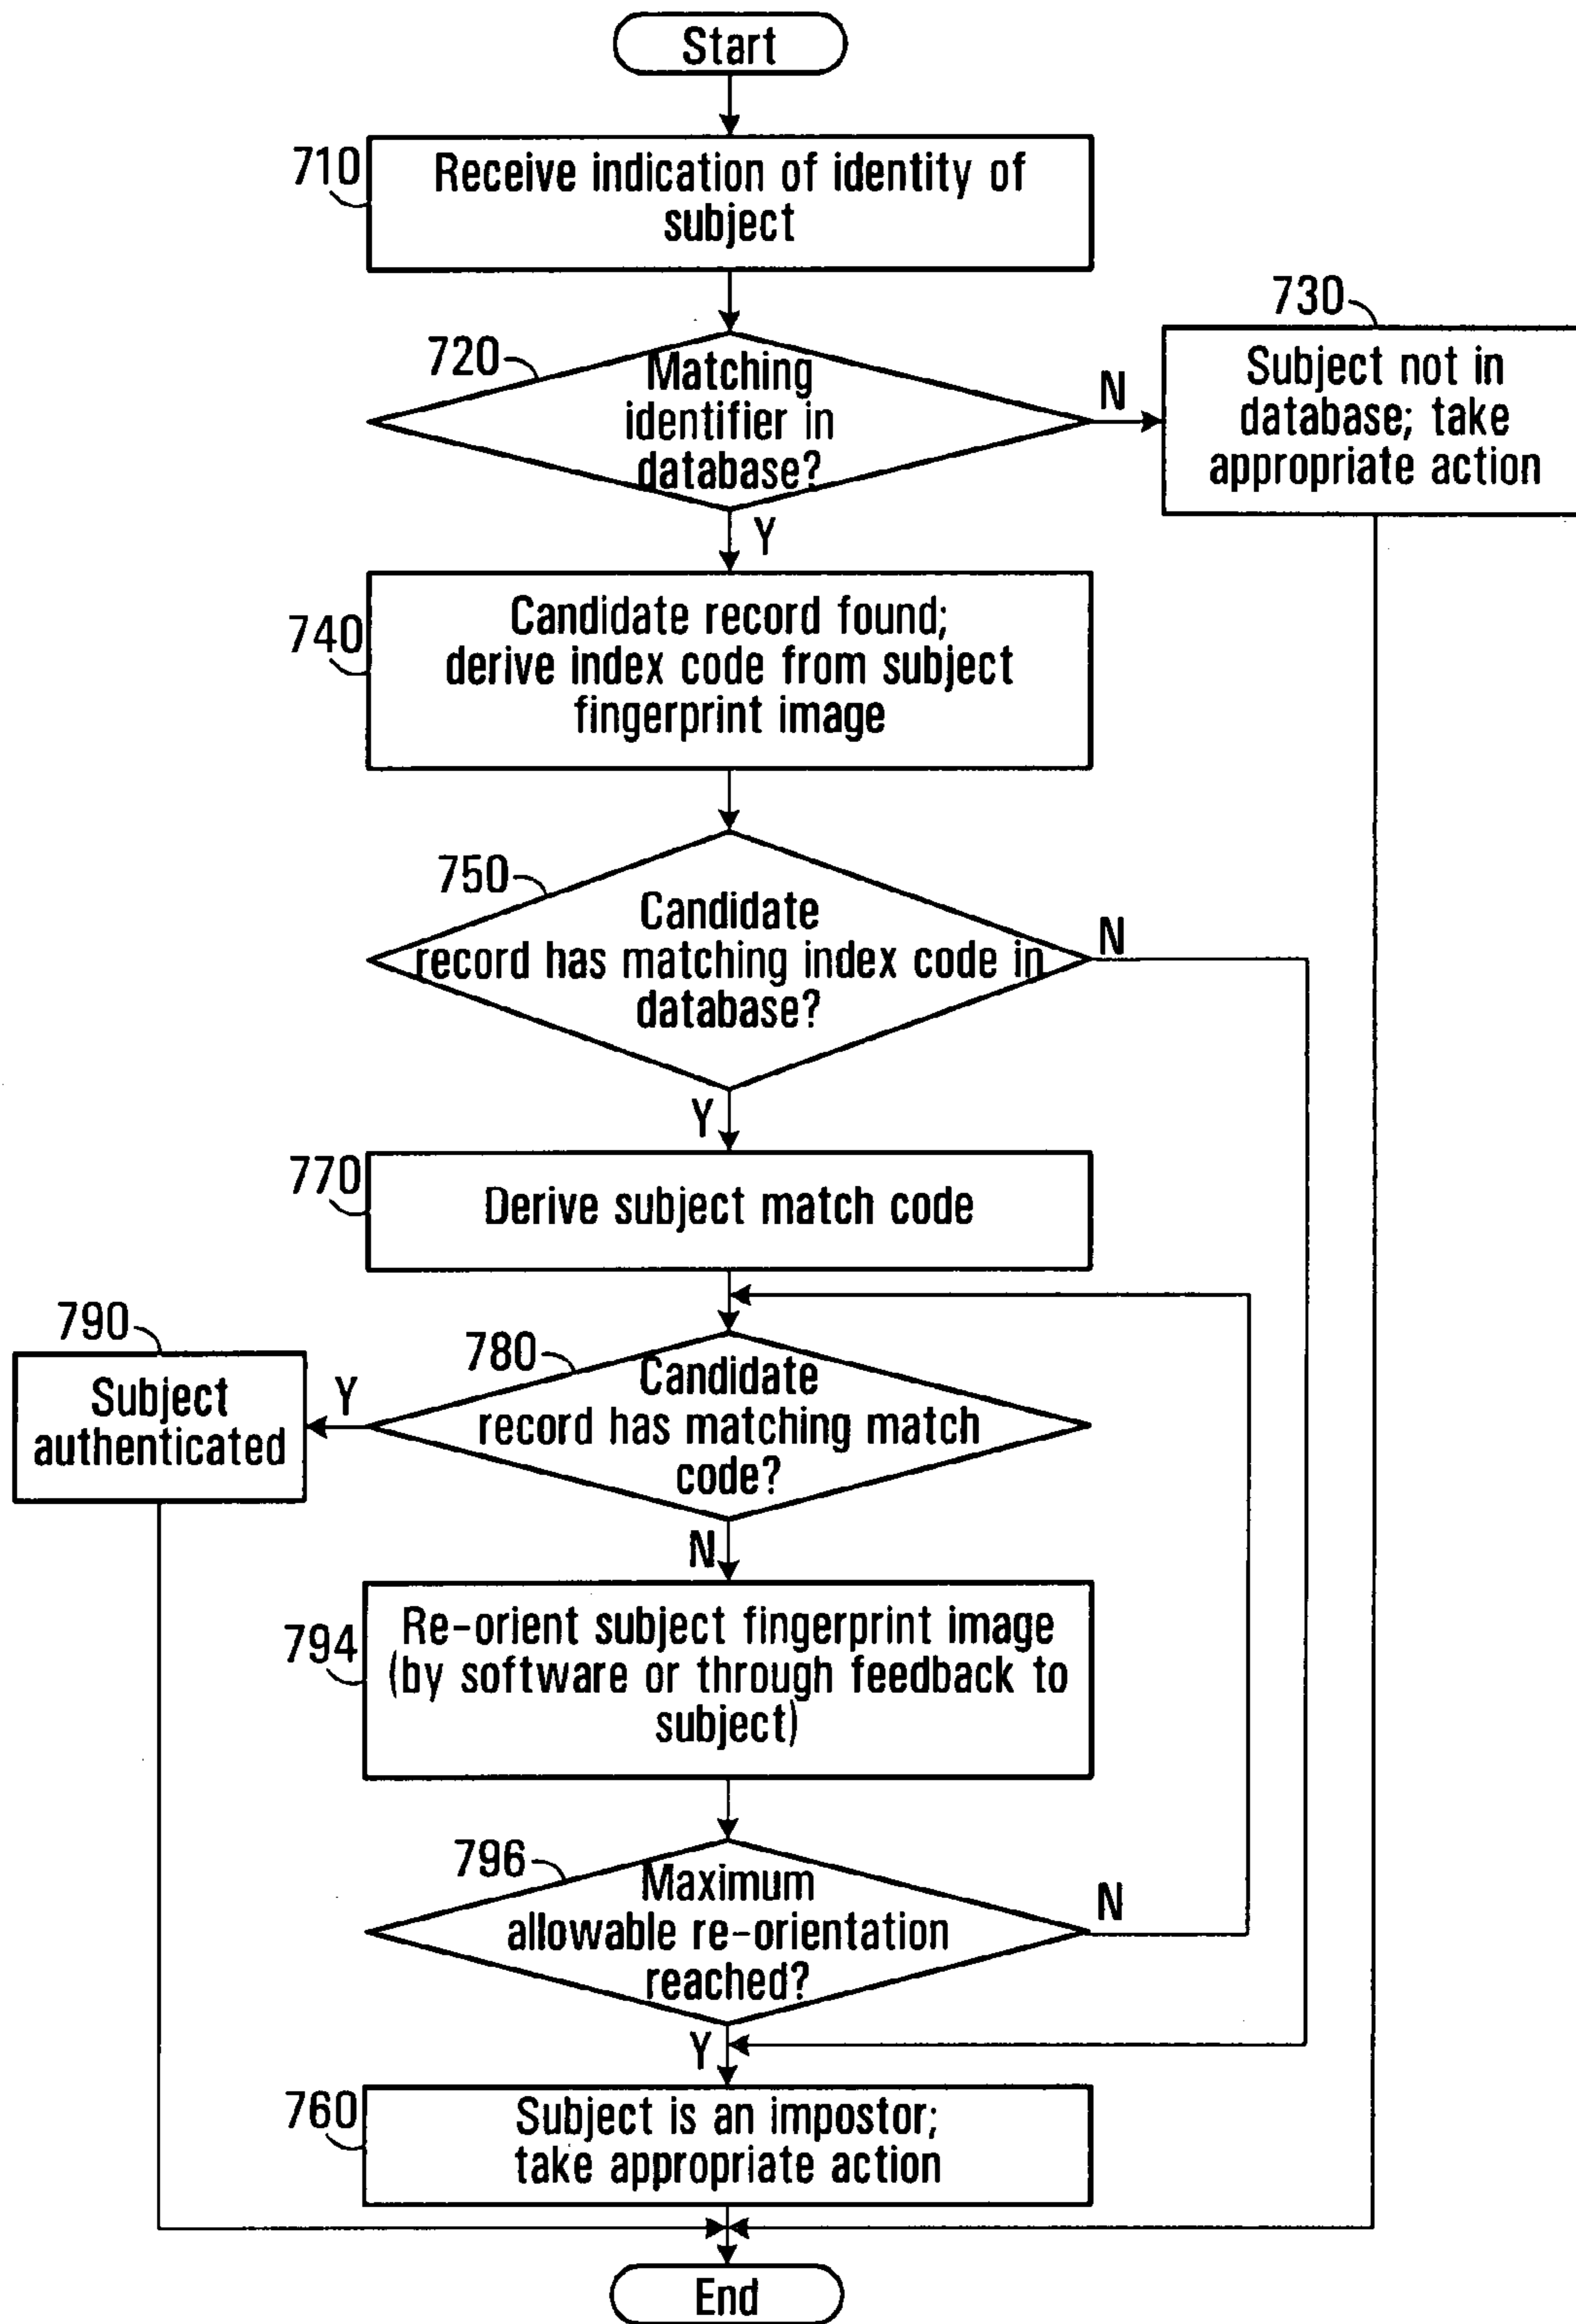 Start
710
Receive indication of identity of
subject
720
Matching
identifier in
database?
N
730
Subject not in
database; take
appropriate action
Y
740
Candidate record found;
derive index code from subject
fingerprint image
750
Candidate
record has matching index code in
database?
N
Y
770
Derive subject match code
790
Subject
authenticated
Y
780
Candidate
record has matching match
code?
N
794
Re-orient subject fingerprint image
(by software or through feedback to
subject)
796
Maximum
allowable re-orientation
reached?
N
Y
760
Subject is an impostor;
take appropriate action
End